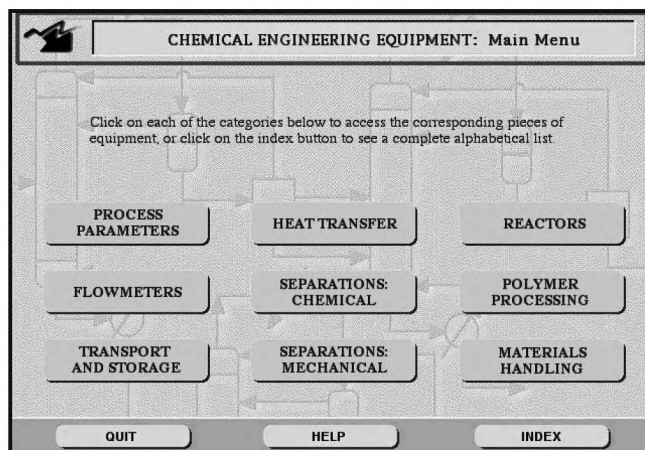 CHEMICAL ENGINEERING EQUIPMENT: Main Menu
Click on each of the categories below to access the corresponding pieces of
equipment, or click on the index button to see a complete alphabetical list.
PROCESS
PARAMETERS
HEAT TRANSFER
REACTORS
FLOWMETERS
SEPARATIONS:
CHEMICAL
POLYMER
PROCESSING
TRANSPORT
AND STORAGE
SEPARATIONS:
MECHANICAL
MATERIALS
HANDLING
QUIT
HELP
INDEX